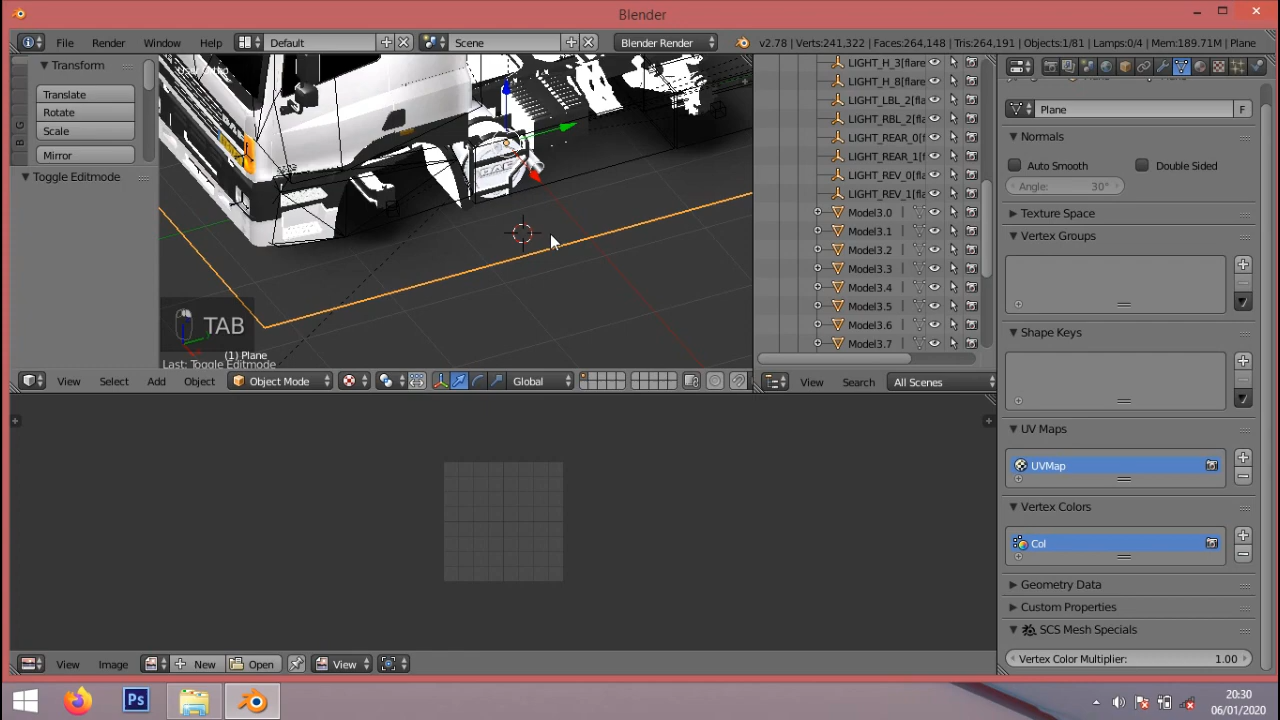 Blender
File Render Window Help Default Scene Blender Render v2.78 | Verts:241,322 | Faces:264,148 | Tris:264,191 | Objects:1/81 | Lamps:0/4 | Mem:189.71M | Plane
Transform
Translate
Rotate
Scale
Mirror
Toggle Editmode
G
B
TAB
(1) Plane
Last: Toggle Editmode
View Select Add Object Object Mode Global
LIGHT_H_3[flare
LIGHT_H_8[flare
LIGHT_LBL_2[fla
LIGHT_RBL_2[fla
LIGHT_REAR_0[f
LIGHT_REAR_1[f
LIGHT_REV_0[fa
LIGHT_REV_1[fa
Model3.0
Model3.1
Model3.2
Model3.3
Model3.4
Model3.5
Model3.6
Model3.7
View Search All Scenes
Plane F
Normals
Auto Smooth Double Sided
Angle: 30°
Texture Space
Vertex Groups
Shape Keys
UV Maps
UVMap
Vertex Colors
Col
Geometry Data
Custom Properties
SCS Mesh Specials
Vertex Color Multiplier: 1.00
View Image New Open View
Ps
20:30
06/01/2020